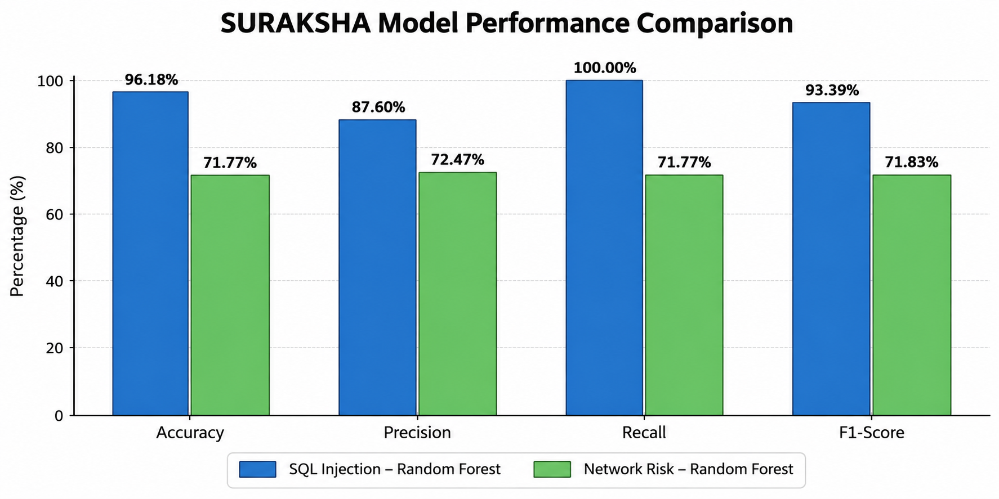 SURAKSHA Model Performance Comparison
Percentage (%)
100
80
60
40
20
0
96.18%
71.77%
87.60%
72.47%
100.00%
71.77%
93.39%
71.83%
Accuracy
Precision
Recall
F1-Score
SQL Injection – Random Forest
Network Risk – Random Forest